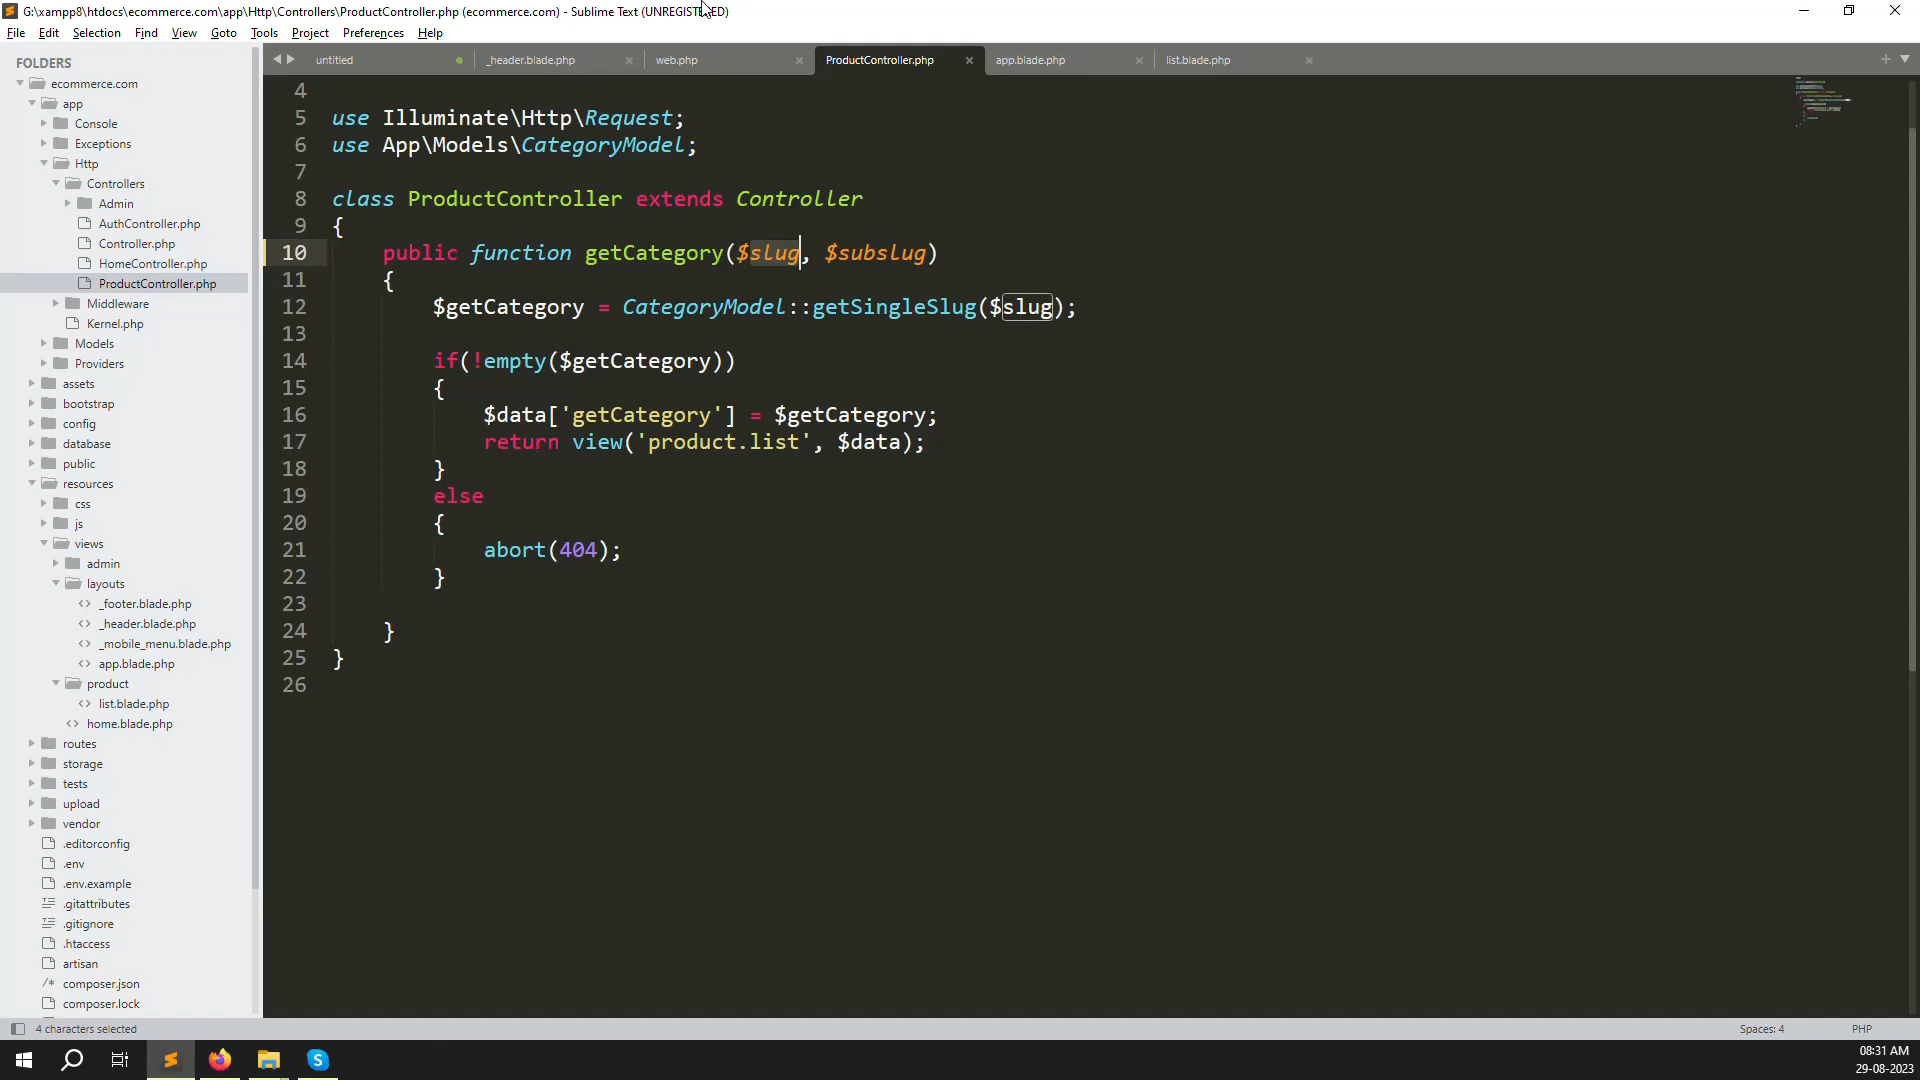 G:\xampp8\htdocs\ecommerce.com\app\Http\Controllers\ProductController.php (ecommerce.com) - Sublime Text (UNREGISTERED)
File Edit Selection Find View Goto Tools Project Preferences Help
FOLDERS
ecommerce.com
app
Console
Exceptions
Http
Controllers
Admin
AuthController.php
Controller.php
HomeController.php
ProductController.php
Middleware
Kernel.php
Models
Providers
assets
bootstrap
config
database
public
resources
css
js
views
admin
layouts
_footer.blade.php
_header.blade.php
_mobile_menu.blade.php
app.blade.php
product
list.blade.php
home.blade.php
routes
storage
tests
upload
vendor
.editorconfig
.env
.env.example
.gitattributes
.gitignore
.htaccess
artisan
composer.json
composer.lock
untitled _header.blade.php web.php ProductController.php app.blade.php list.blade.php
4
5 use Illuminate\Http\Request;
6 use App\Models\CategoryModel;
7
8 class ProductController extends Controller
9 {
10 public function getCategory($slug, $subslug)
11 {
12 $getCategory = CategoryModel::getSingleSlug($slug);
13
14 if(!empty($getCategory))
15 {
16 $data['getCategory'] = $getCategory;
17 return view('product.list', $data);
18 }
19 else
20 {
21 abort(404);
22 }
23
24 }
25 }
26
4 characters selected Spaces: 4 PHP
08:31 AM
29-08-2023